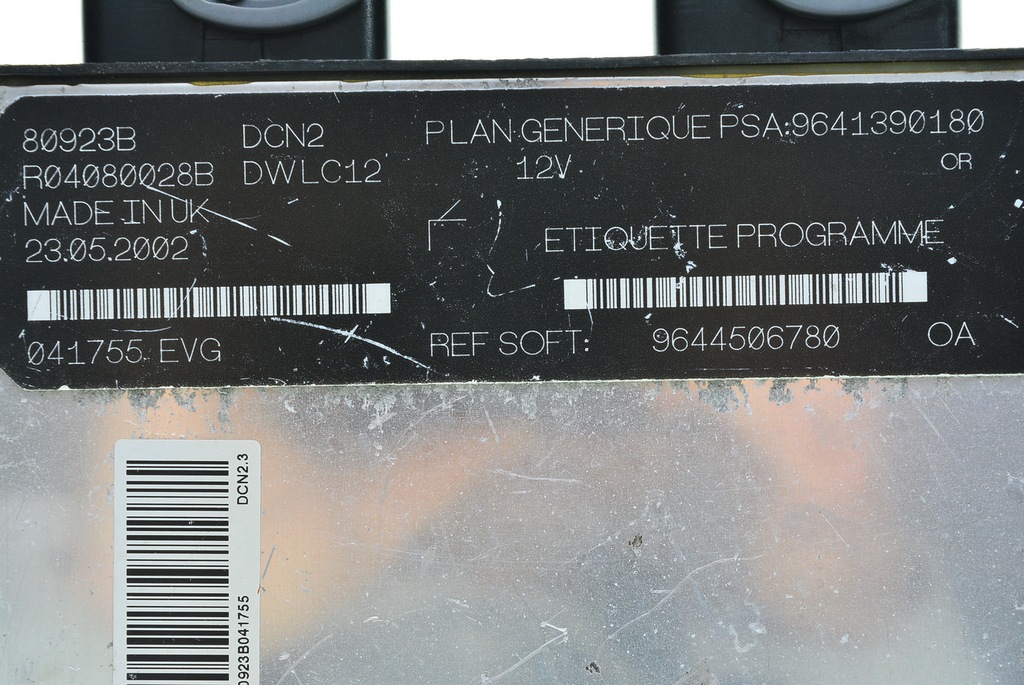 80923B DCN2 PLAN GENERIQUE PSA:9641390180
R04080028B DWLC12 12V OR
MADE IN UK
23.05.2002 ETIQUETTE PROGRAMME
041755 EVG REF SOFT: 9644506780 OA
DCN2.3
0923B041755